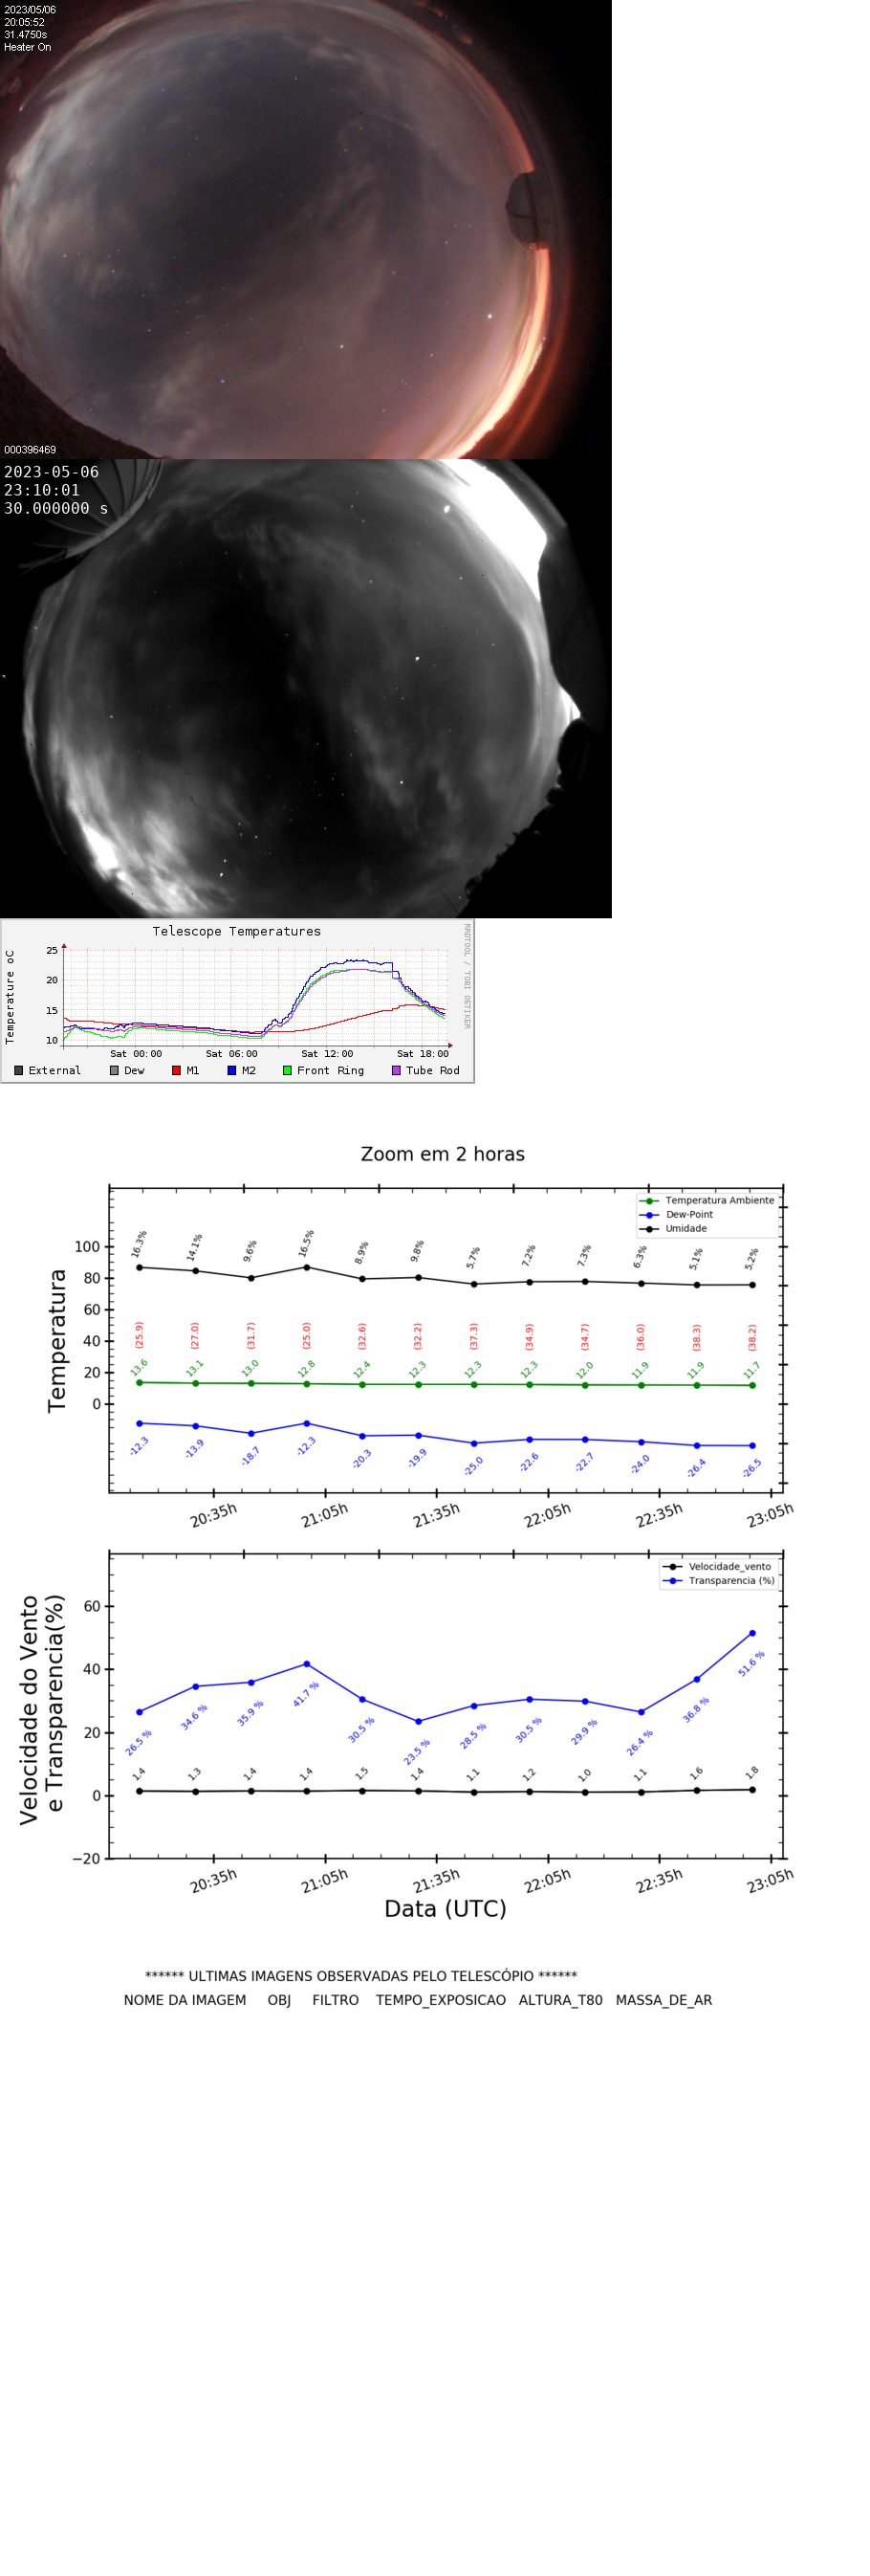 2023/05/06
20:05:52
31.4750s
Heater On
000396469
2023-05-06
23:10:01
30.000000 s
Telescope Temperatures
RRDTOOL / TOBI OETIKER
Temperature oC
25
20
15
10
Sat 00:00 Sat 06:00 Sat 12:00 Sat 18:00
External Dew M1 M2 Front Ring Tube Rod
Zoom em 2 horas
Temperatura Ambiente
Dew-Point
Umidade
Temperatura
100
80
60
40
20
0
16.3% 14.1% 9.6% 16.5% 8.9% 9.8% 5.7% 7.2% 7.3% 6.3% 5.1% 5.2%
(25.9) (27.0) (31.7) (25.0) (32.6) (32.2) (37.3) (34.9) (34.7) (36.0) (38.3) (38.2)
13.6 13.1 13.0 12.8 12.4 12.3 12.3 12.3 12.0 11.9 11.9 11.7
-12.3 -13.9 -18.7 -12.3 -20.3 -19.9 -25.0 -22.6 -22.7 -24.0 -26.4 -26.5
20:35h 21:05h 21:35h 22:05h 22:35h 23:05h
Velocidade_vento
Transparencia (%)
Velocidade do Vento
e Transparencia(%)
60
40
20
0
−20
26.5 % 34.6 % 35.9 % 41.7 % 30.5 % 23.5 % 28.5 % 30.5 % 29.9 % 26.4 % 36.8 % 51.6 %
1.4 1.3 1.4 1.4 1.5 1.4 1.1 1.2 1.0 1.1 1.6 1.8
20:35h 21:05h 21:35h 22:05h 22:35h 23:05h
Data (UTC)
****** ULTIMAS IMAGENS OBSERVADAS PELO TELESCÓPIO ******
NOME DA IMAGEM OBJ FILTRO TEMPO_EXPOSICAO ALTURA_T80 MASSA_DE_AR